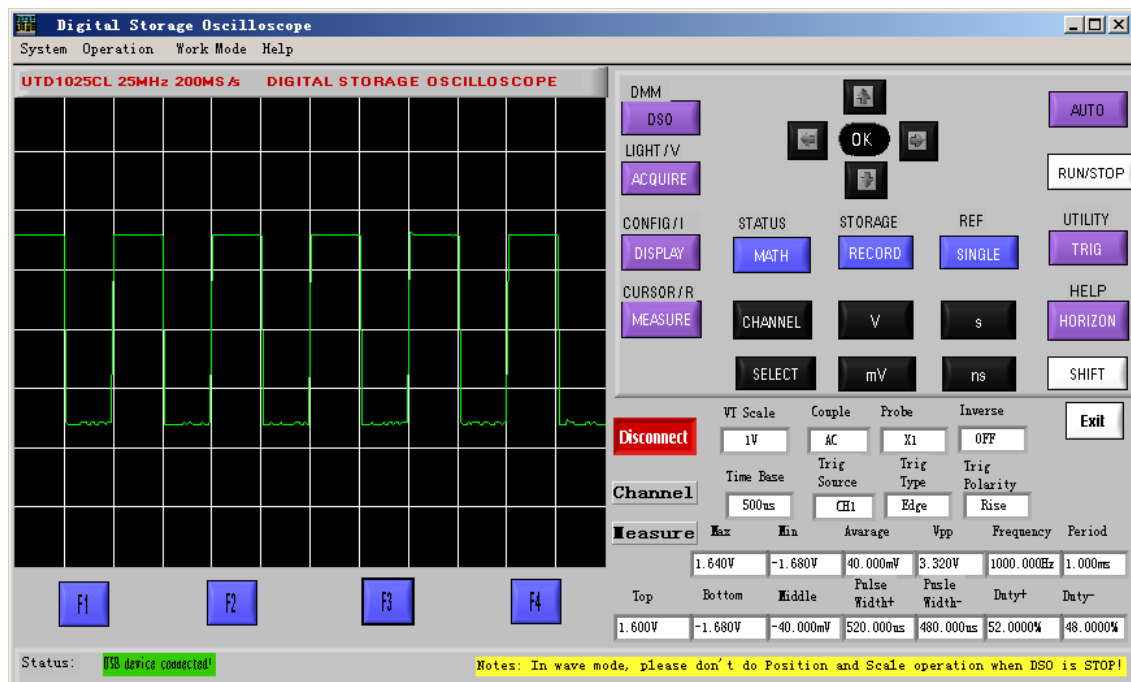 Digital Storage Oscilloscope
System Operation Work Mode Help
UTD1025CL 25MHz 200MS/s DIGITAL STORAGE OSCILLOSCOPE
DMM
DSO
AUTO
OK
LIGHT/V
ACQUIRE
RUN/STOP
CONFIG/I STATUS STORAGE REF UTILITY
DISPLAY MATH RECORD SINGLE TRIG
CURSOR/R HELP
MEASURE CHANNEL V s HORIZON
SELECT mV ns SHIFT
VT Scale Couple Probe Inverse
Disconnect 1V AC X1 OFF Exit
Time Base Trig Source Trig Type Trig Polarity
Channel 500us CH1 Edge Rise
Measure Max Min Avarage Vpp Frequency Period
1.640V -1.680V 40.000mV 3.320V 1000.000Hz 1.000ms
Top Bottom Middle Pulse Width+ Pusle Width- Duty+ Duty-
1.600V -1.680V -40.000mV 520.000us 480.000us 52.0000% 48.0000%
F1 F2 F3 F4
Status: USB device connected! Notes: In wave mode, please don't do Position and Scale operation when DSO is STOP!